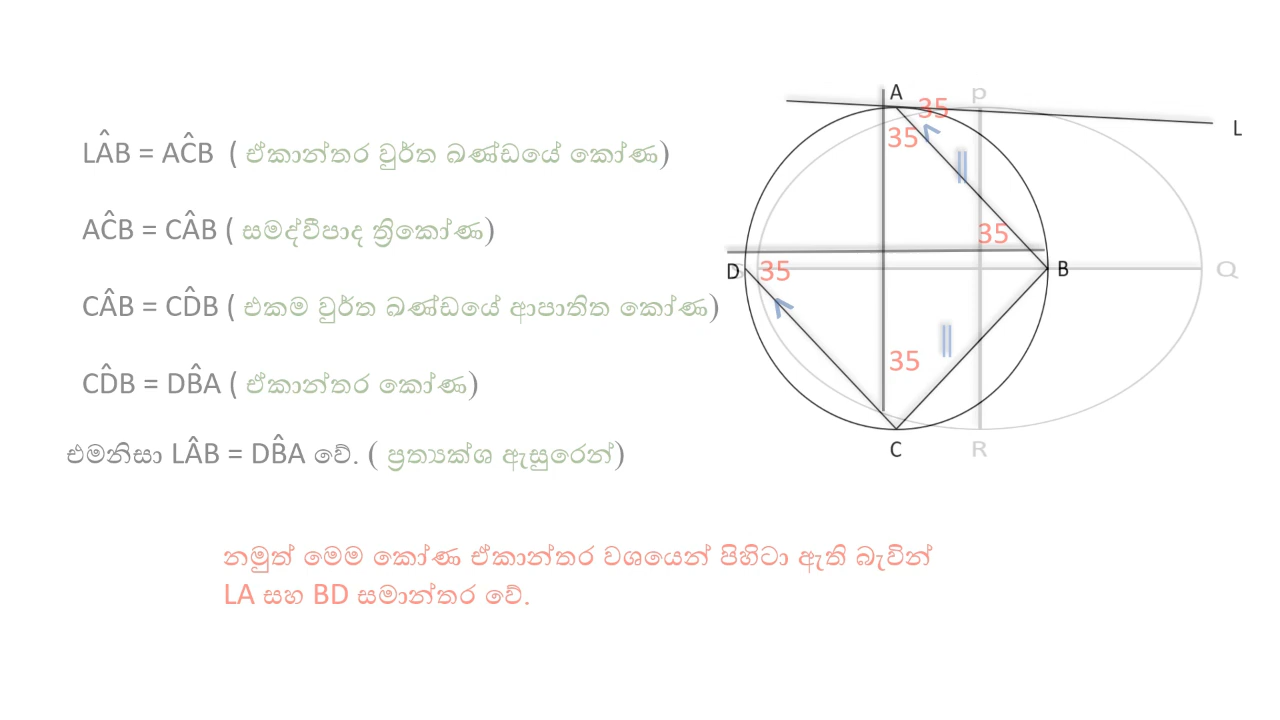 LÂB = AĈB ( ඒකාන්තර වුර්ත ඛණ්ඩයේ කෝණ)
AĈB = CÂB ( සමද්වීපාද ත්‍රිකෝණ)
CÂB = CD̂B ( එකම වුර්ත ඛණ්ඩයේ ආපාතිත කෝණ)
CD̂B = DB̂A ( ඒකාන්තර කෝණ)
එමනිසා LÂB = DB̂A වේ. ( ප්‍රත්‍යක්ශ ඇසුරෙන්)
නමුත් මෙම කෝණ ඒකාන්තර වශයෙන් පිහිටා ඇති බැවින්
LA සහ BD සමාන්තර වේ.
A
P
35
L
35
35
D
35
B
Q
35
C
R